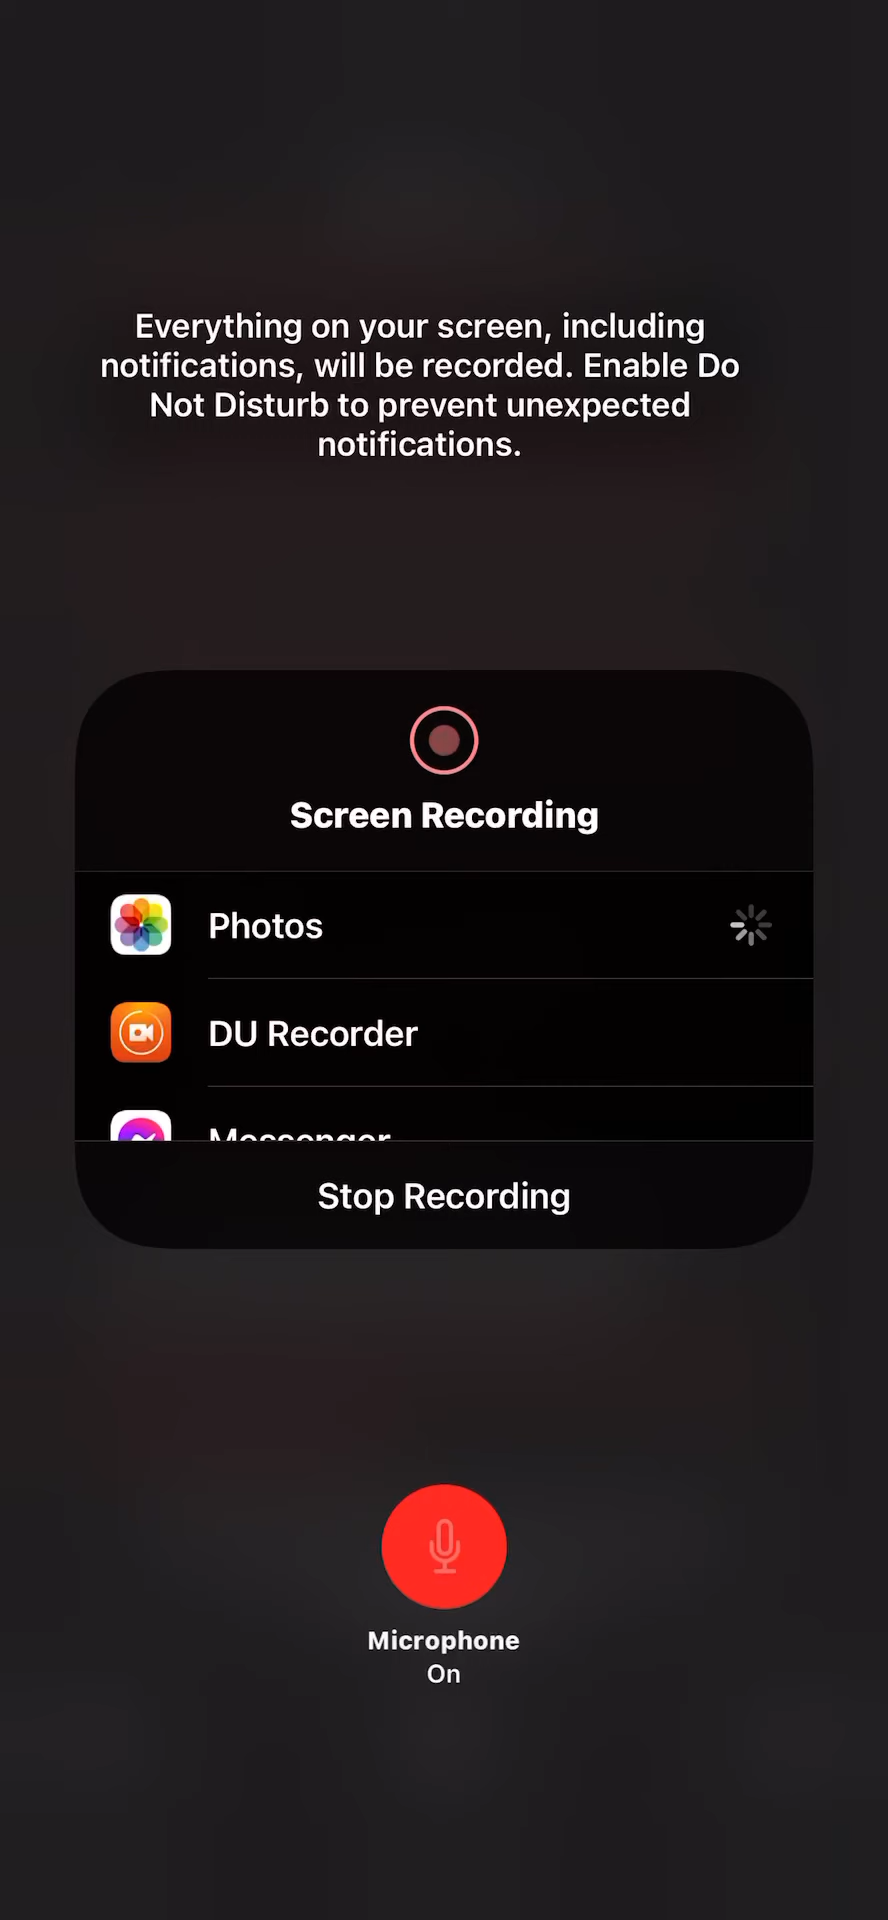 Everything on your screen, including
notifications, will be recorded. Enable Do
Not Disturb to prevent unexpected
notifications.
Screen Recording
Photos
DU Recorder
Messenger
Stop Recording
Microphone
On